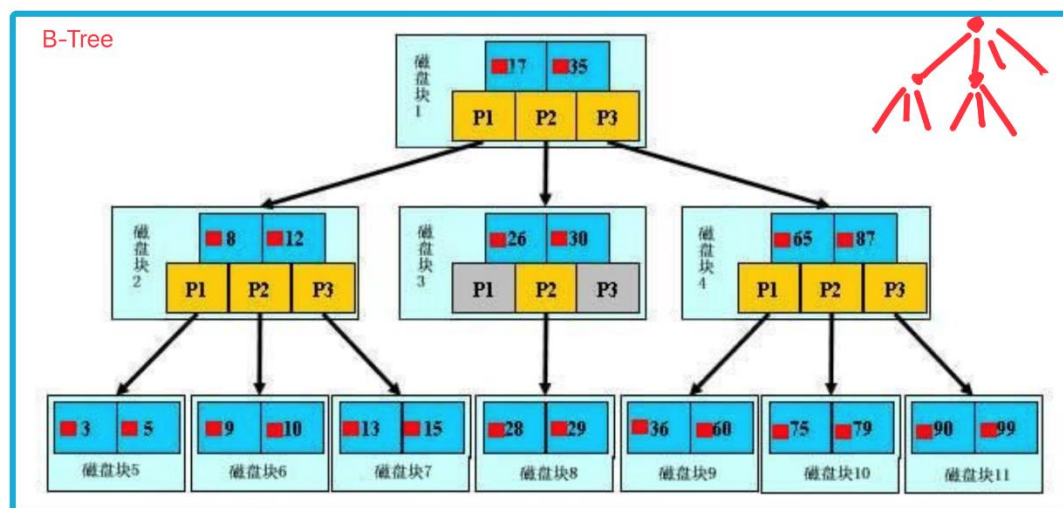 B-Tree
磁盘块1
17 35
P1 P2 P3
磁盘块2
8 12
P1 P2 P3
磁盘块3
26 30
P1 P2 P3
磁盘块4
65 87
P1 P2 P3
3 5
磁盘块5
9 10
磁盘块6
13 15
磁盘块7
28 29
磁盘块8
36 60
磁盘块9
75 79
磁盘块10
90 99
磁盘块11